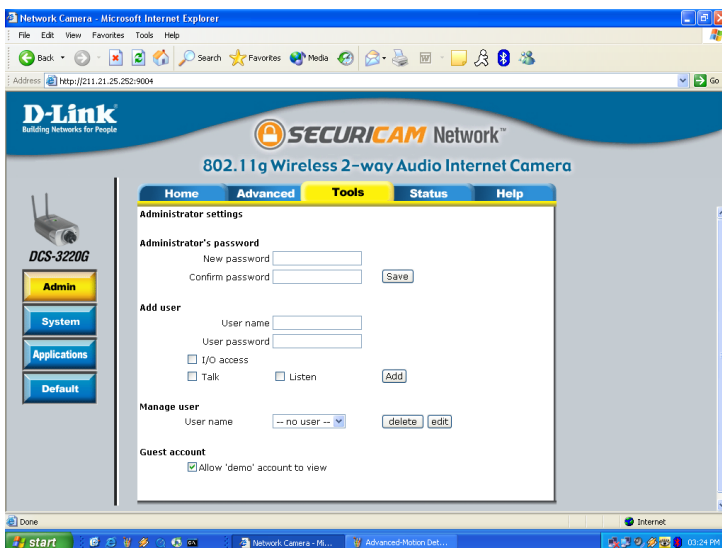 Network Camera - Microsoft Internet Explorer
File Edit View Favorites Tools Help
Back Search Favorites Media
Address http://211.21.25.252:9004 Go
D-Link
Building Networks for People
SECURICAM Network™
802.11g Wireless 2-way Audio Internet Camera
Home Advanced Tools Status Help
DCS-3220G
Admin
System
Applications
Default
Administrator settings
Administrator's password
New password
Confirm password Save
Add user
User name
User password
I/O access
Talk Listen Add
Manage user
User name -- no user -- delete edit
Guest account
Allow 'demo' account to view
Done Internet
start Network Camera - Mi... Advanced-Motion Det... 03:24 PM